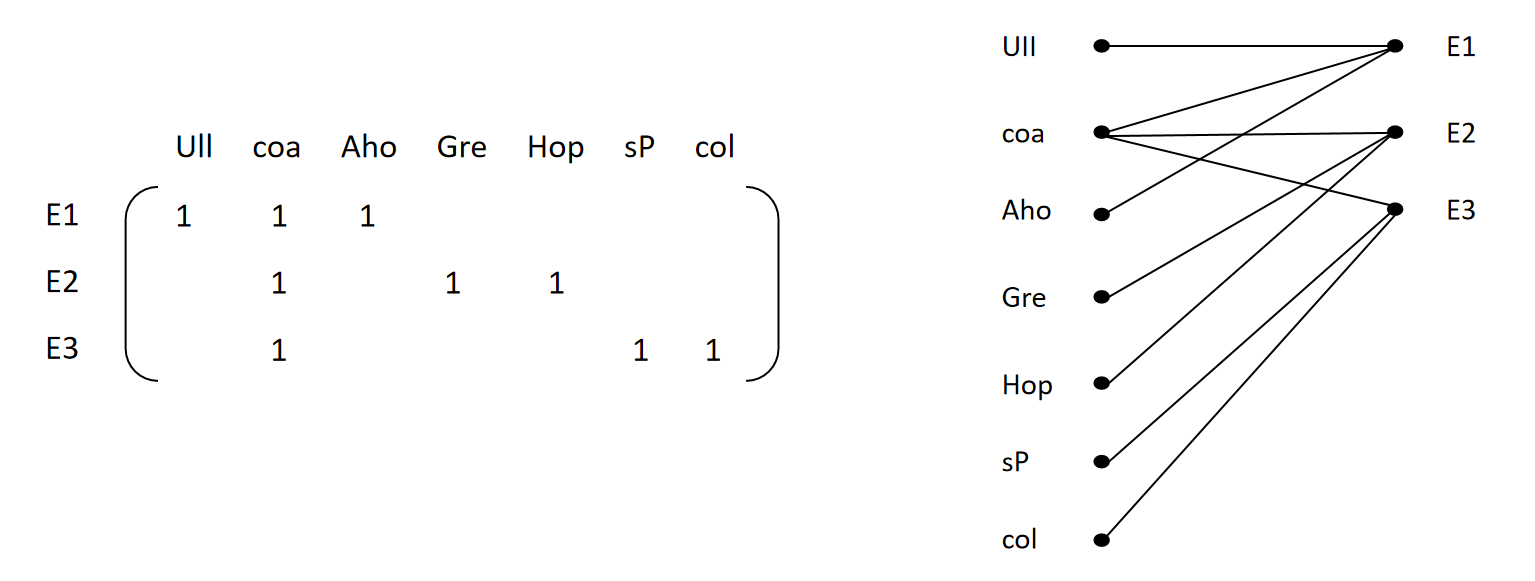 Ull coa Aho Gre Hop sP col
E1 1 1 1
E2 1 1 1
E3 1 1 1
Ull E1
coa E2
Aho E3
Gre
Hop
sP
col